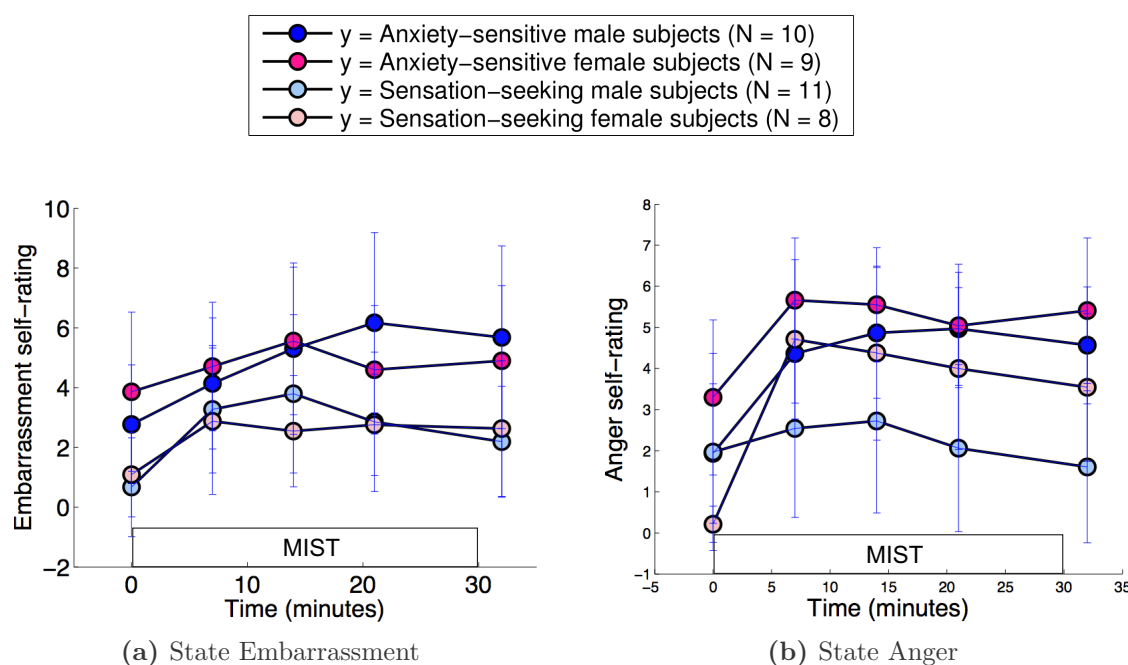 y = Anxiety−sensitive male subjects (N = 10)
y = Anxiety−sensitive female subjects (N = 9)
y = Sensation−seeking male subjects (N = 11)
y = Sensation−seeking female subjects (N = 8)
Embarrassment self-rating
10
8
6
4
2
0
−2
MIST
0
10
20
30
Time (minutes)
(a) State Embarrassment
Anger self-rating
8
7
6
5
4
3
2
1
0
−1
MIST
−5
0
5
10
15
20
25
30
35
Time (minutes)
(b) State Anger